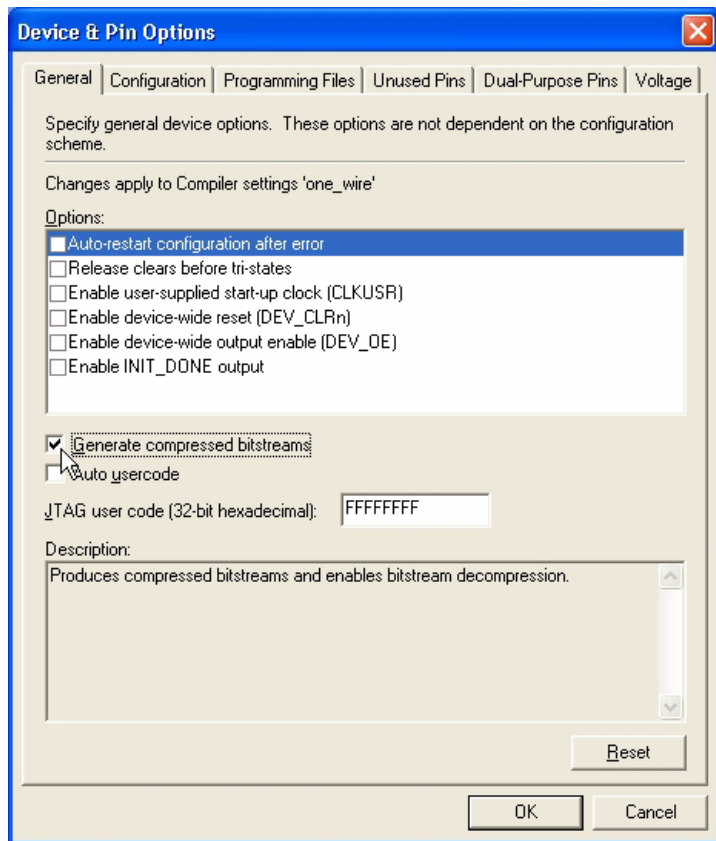 Device & Pin Options
General Configuration Programming Files Unused Pins Dual-Purpose Pins Voltage
Specify general device options. These options are not dependent on the configuration
scheme.
Changes apply to Compiler settings 'one_wire'
Options:
Auto-restart configuration after error
Release clears before tri-states
Enable user-supplied start-up clock (CLKUSR)
Enable device-wide reset (DEV_CLRn)
Enable device-wide output enable (DEV_OE)
Enable INIT_DONE output
Generate compressed bitstreams
Auto usercode
JTAG user code (32-bit hexadecimal): FFFFFFFF
Description:
Produces compressed bitstreams and enables bitstream decompression.
Reset
OK Cancel